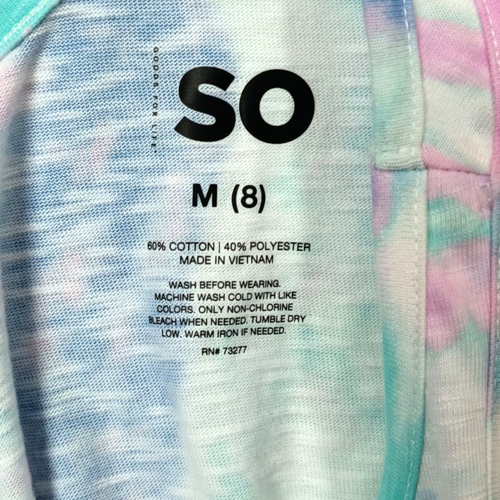 GOODS FOR LIFE
SO
M (8)
60% COTTON | 40% POLYESTER
MADE IN VIETNAM
WASH BEFORE WEARING.
MACHINE WASH COLD WITH LIKE
COLORS. ONLY NON-CHLORINE
BLEACH WHEN NEEDED. TUMBLE DRY
LOW. WARM IRON IF NEEDED.
RN# 73277